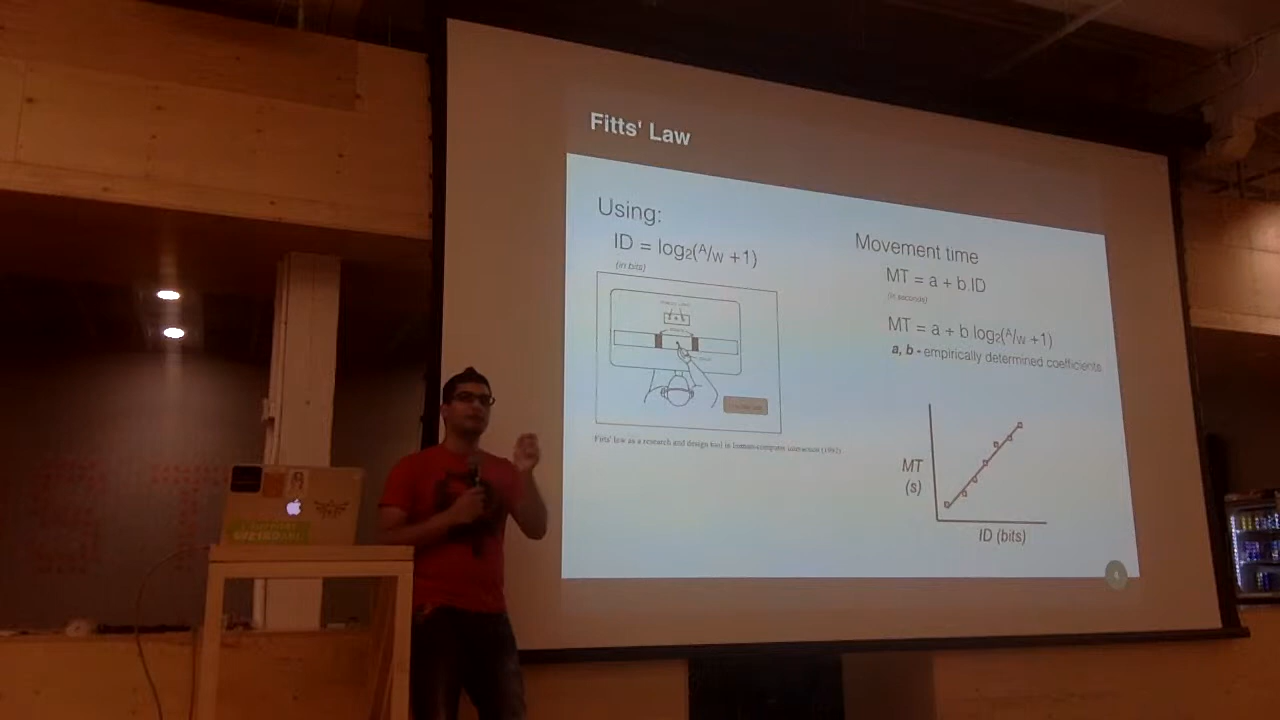 Fitts' Law
Using:
ID = log₂(A/w +1)
(in bits)
Fitts' law as a research and design tool in human-computer interaction (1992)
Movement time
MT = a + b.ID
(in seconds)
MT = a + b log₂(A/w +1)
a, b - empirically determined coefficients
MT
(s)
ID (bits)